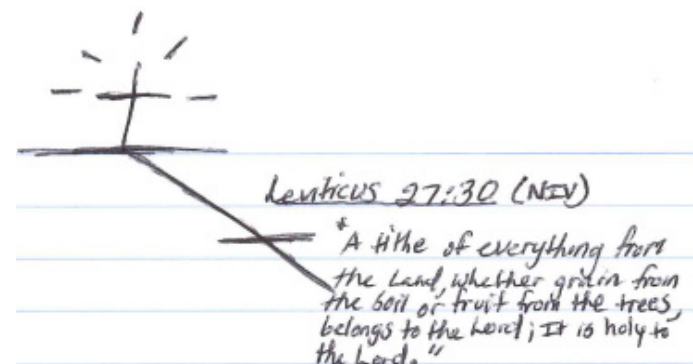 Leviticus 27:30 (NIV)
"A tithe of everything from
the Land, whether grain from
the soil or fruit from the trees,
belongs to the Lord; It is holy to
the Lord."